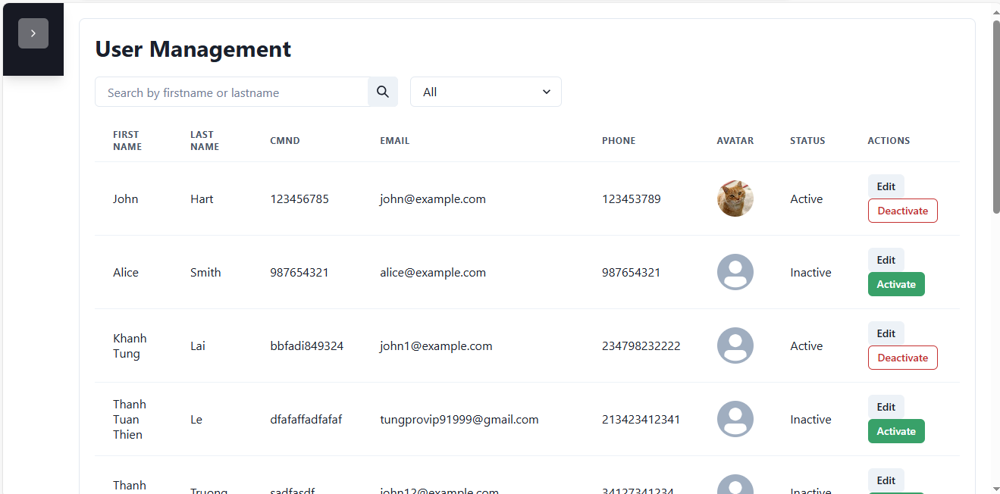 User Management
Search by firstname or lastname
All
FIRST NAME LAST NAME CMND EMAIL PHONE AVATAR STATUS ACTIONS
John Hart 123456785 john@example.com 123453789 Active Edit
Deactivate
Alice Smith 987654321 alice@example.com 987654321 Inactive Edit
Activate
Khanh Tung Lai bbfadi849324 john1@example.com 234798232222 Active Edit
Deactivate
Thanh Tuan Thien Le dfafaffadfafaf tungprovip91999@gmail.com 213423412341 Inactive Edit
Activate
Thanh Truong sadfasdf john12@example.com 34127341234 Inactive Edit